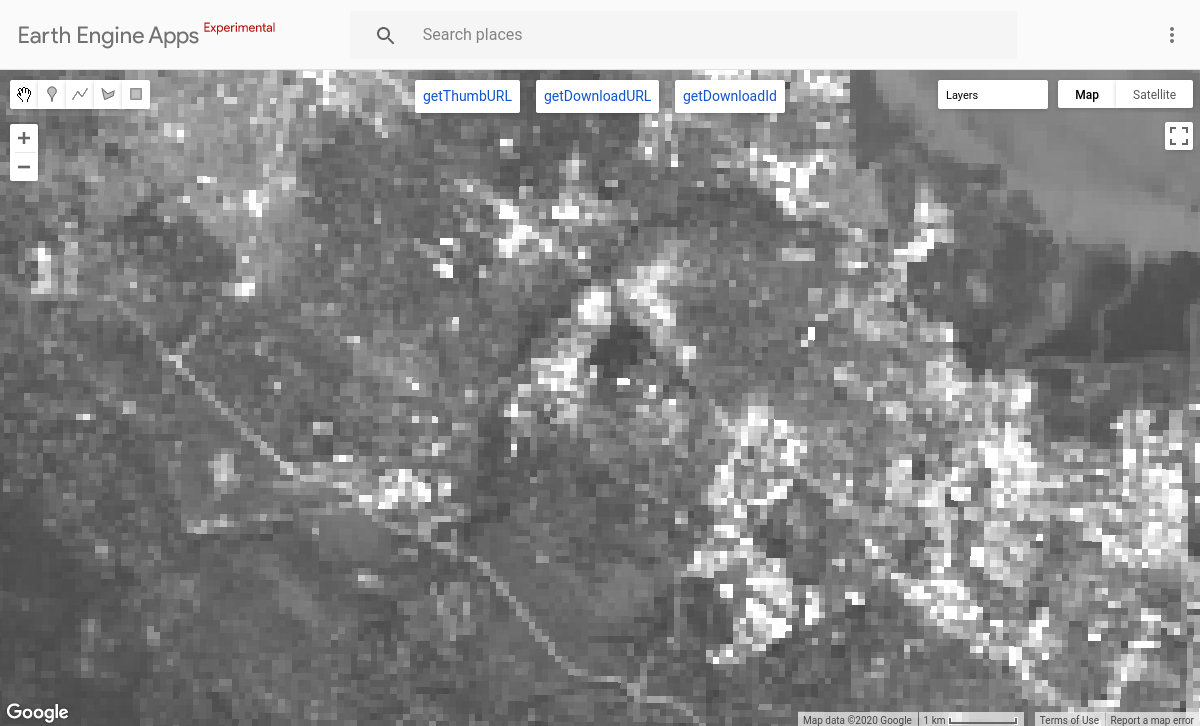 Earth Engine Apps Experimental
Search places
getThumbURL
getDownloadURL
getDownloadId
Layers
Map
Satellite
+
−
Google
Map data ©2020 Google
1 km
Terms of Use
Report a map error